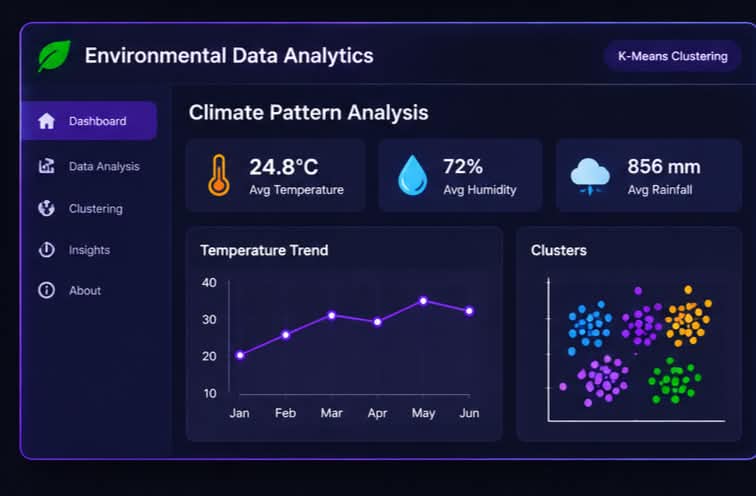 Environmental Data Analytics
K-Means Clustering
Dashboard
Data Analysis
Clustering
Insights
About
Climate Pattern Analysis
24.8°C
Avg Temperature
72%
Avg Humidity
856 mm
Avg Rainfall
Temperature Trend
40
30
20
10
Jan Feb Mar Apr May Jun
Clusters